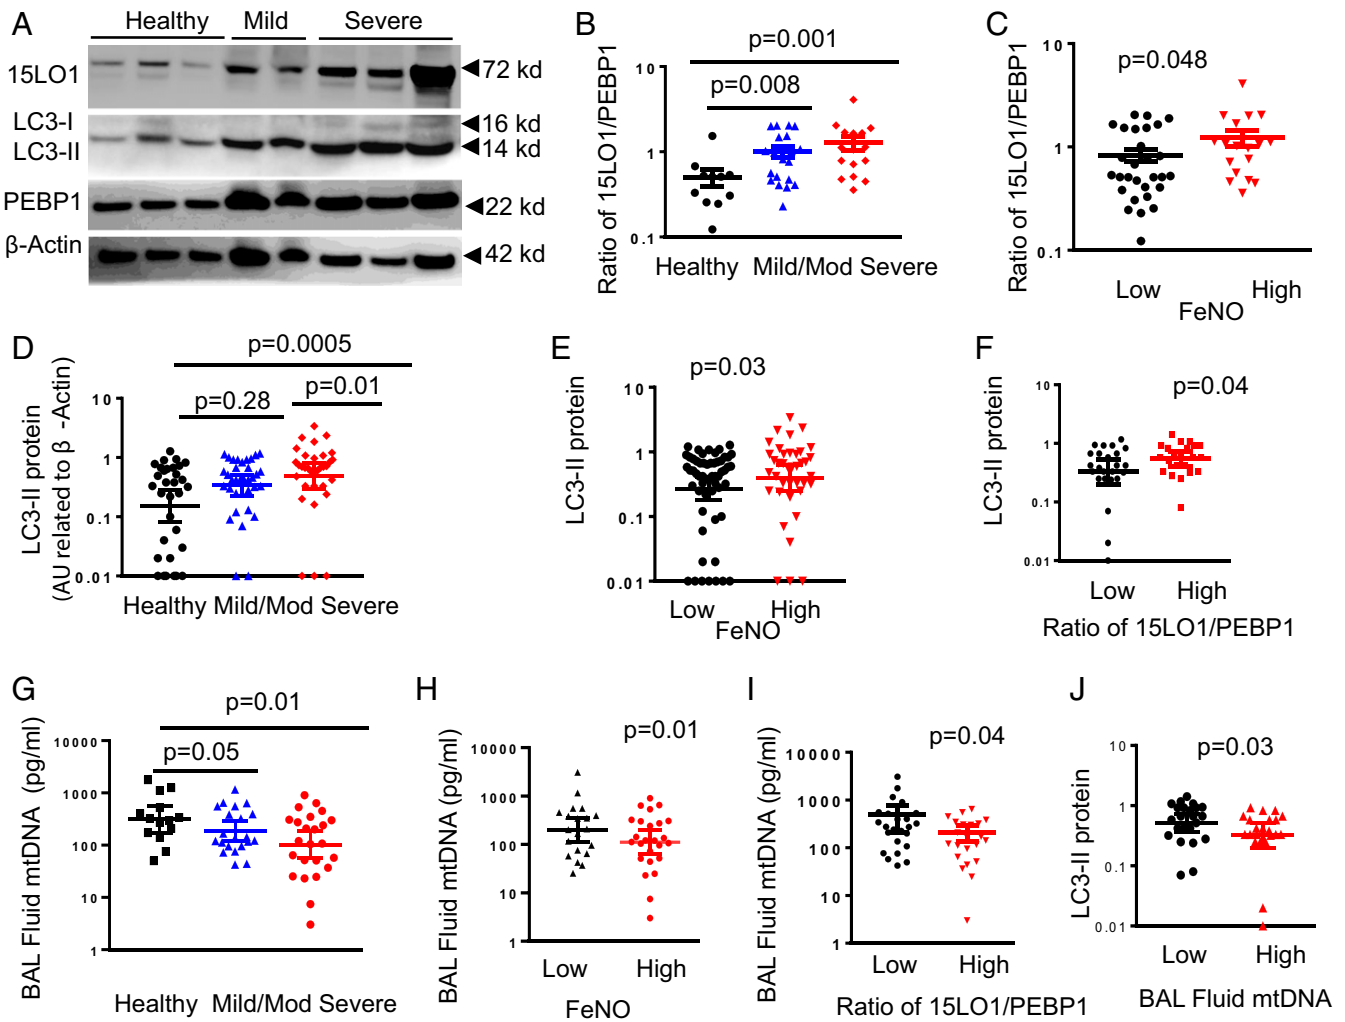 A
Healthy Mild Severe
15LO1
72 kd
LC3-I
16 kd
LC3-II
14 kd
PEBP1
22 kd
β-Actin
42 kd
B
p=0.001
p=0.008
Ratio of 15LO1/PEBP1
10
1
0.1
Healthy Mild/Mod Severe
C
p=0.048
Ratio of 15LO1/PEBP1
10
1
0.1
Low High
FeNO
D
p=0.0005
p=0.28
p=0.01
LC3-II protein
(AU related to β -Actin)
10
1
0.1
0.01
Healthy Mild/Mod Severe
E
p=0.03
LC3-II protein
10
1
0.1
0.01
Low High
FeNO
F
p=0.04
LC3-II protein
10
1
0.1
0.01
Low High
Ratio of 15LO1/PEBP1
G
p=0.01
p=0.05
BAL Fluid mtDNA (pg/ml)
10000
1000
100
10
1
Healthy Mild/Mod Severe
H
p=0.01
BAL Fluid mtDNA (pg/ml)
10000
1000
100
10
1
Low High
FeNO
I
p=0.04
BAL Fluid mtDNA (pg/ml)
10000
1000
100
10
1
Low High
Ratio of 15LO1/PEBP1
J
p=0.03
LC3-II protein
10
1
0.1
0.01
Low High
BAL Fluid mtDNA